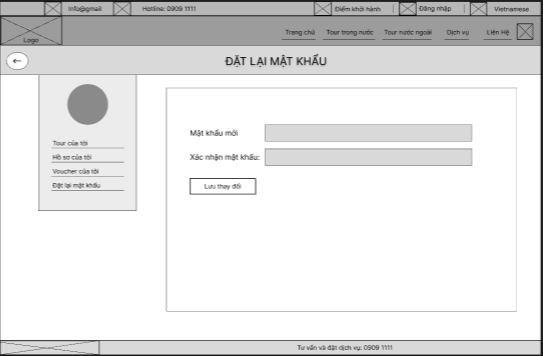 Info@gmail
Hotline: 0909 1111
Điểm khởi hành
Đăng nhập
Vietnamese
Logo
Trang chủ
Tour trong nước
Tour nước ngoài
Dịch vụ
Liên Hệ
ĐẶT LẠI MẬT KHẨU
Tour của tôi
Hồ sơ của tôi
Voucher của tôi
Đặt lại mật khẩu
Mật khẩu mới
Xác nhận mật khẩu:
Lưu thay đổi
Tư vấn và đặt dịch vụ: 0909 1111